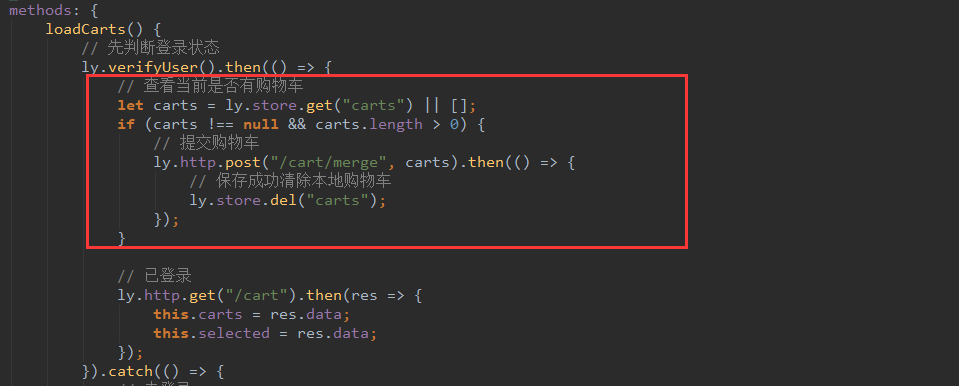 methods: {
loadCarts() {
// 先判断登录状态
ly.verifyUser().then(() => {
// 查看当前是否有购物车
let carts = ly.store.get("carts") || [];
if (carts !== null && carts.length > 0) {
// 提交购物车
ly.http.post("/cart/merge", carts).then(() => {
// 保存成功清除本地购物车
ly.store.del("carts");
});
}
// 已登录
ly.http.get("/cart").then(res => {
this.carts = res.data;
this.selected = res.data;
});
}).catch(() => {